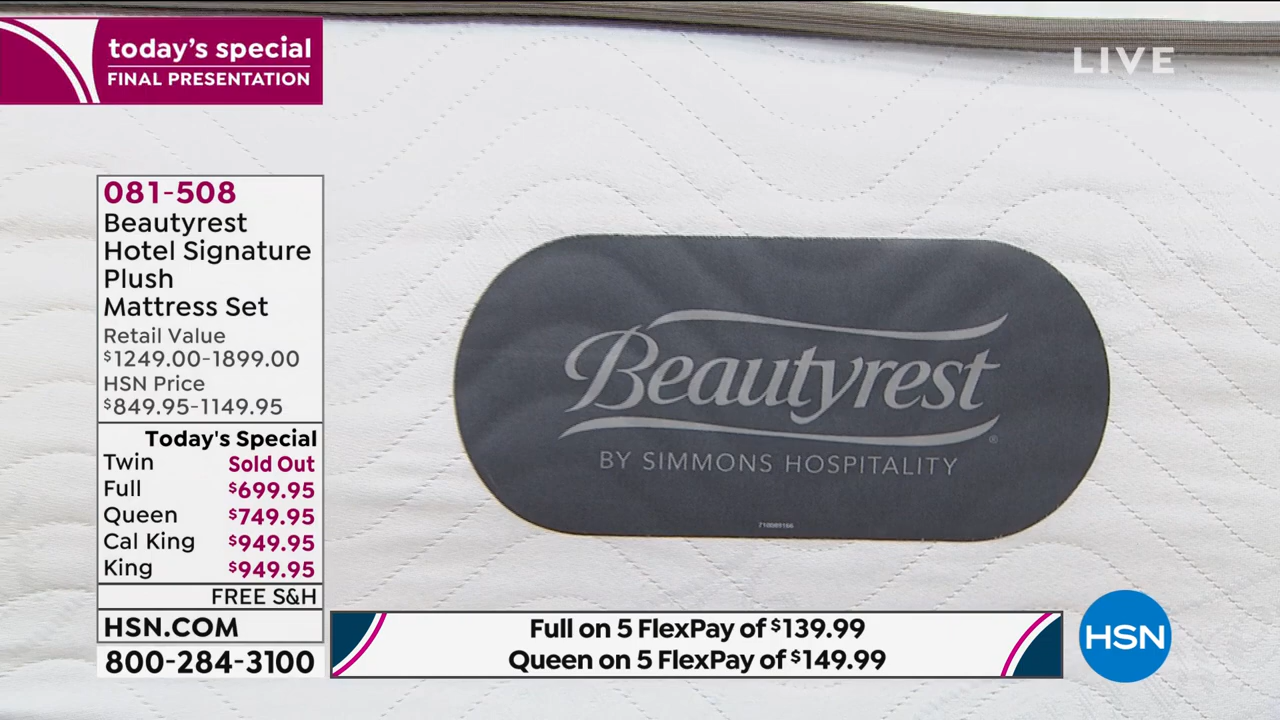 today's special
FINAL PRESENTATION
LIVE
081-508
Beautyrest
Hotel Signature
Plush
Mattress Set
Retail Value
$1249.00-1899.00
HSN Price
$849.95-1149.95
Today's Special
Twin Sold Out
Full $699.95
Queen $749.95
Cal King $949.95
King $949.95
FREE S&H
HSN.COM
800-284-3100
Beautyrest®
BY SIMMONS HOSPITALITY
Full on 5 FlexPay of $139.99
Queen on 5 FlexPay of $149.99
HSN